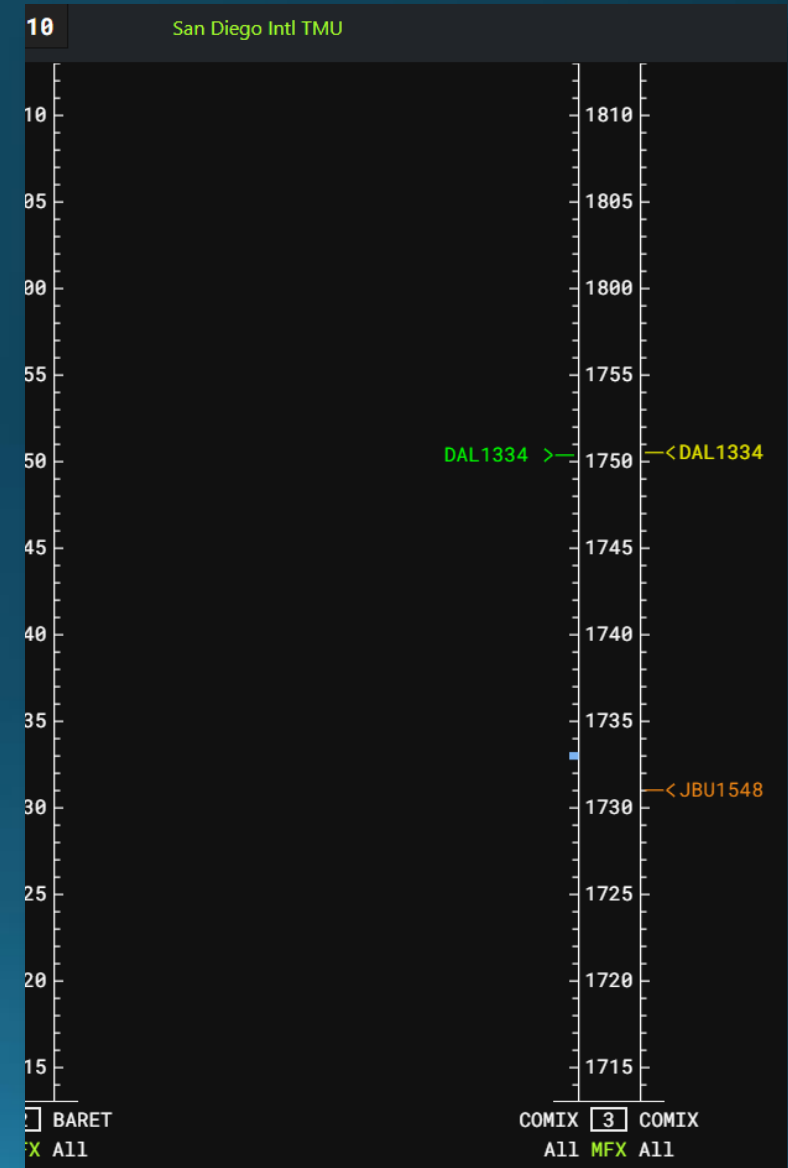 10 San Diego Intl TMU
10 1810
05 1805
00 1800
55 1755
DAL1334 >— —<DAL1334
50 1750
45 1745
40 1740
35 1735
—<JBU1548
30 1730
25 1725
20 1720
15 1715
BARET COMIX 3 COMIX
FX All All MFX All